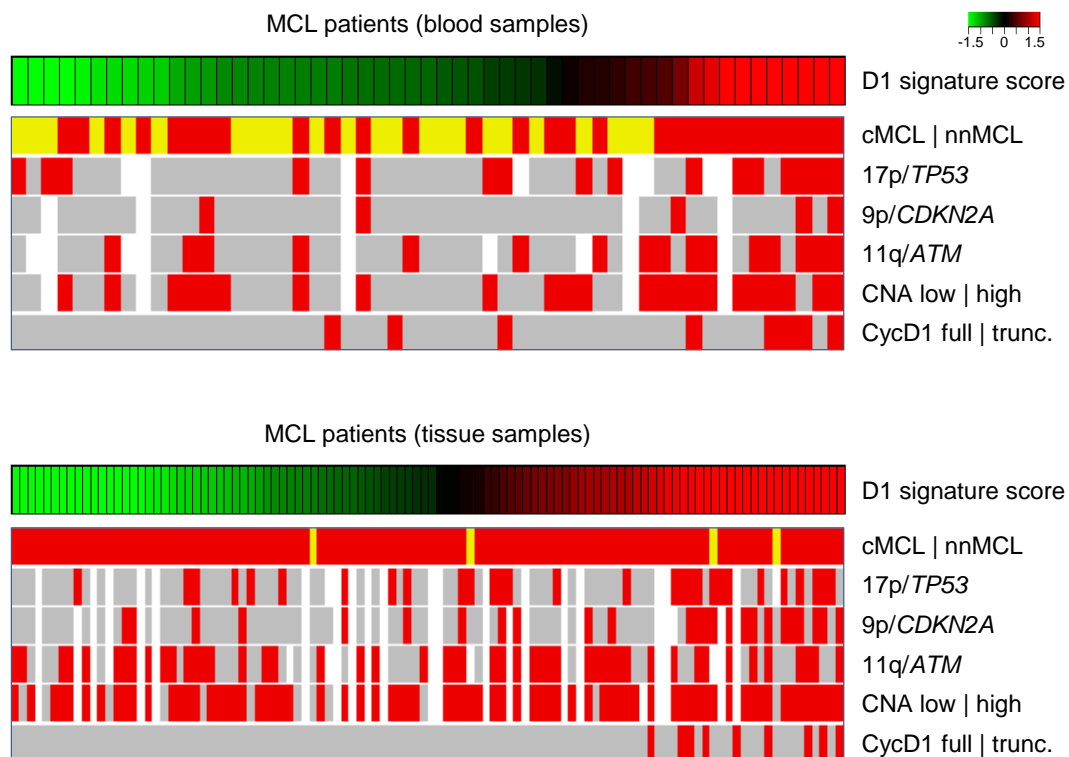 MCL patients (blood samples)
-1.5 0 1.5
D1 signature score
cMCL | nnMCL
17p/TP53
9p/CDKN2A
11q/ATM
CNA low | high
CycD1 full | trunc.
MCL patients (tissue samples)
D1 signature score
cMCL | nnMCL
17p/TP53
9p/CDKN2A
11q/ATM
CNA low | high
CycD1 full | trunc.